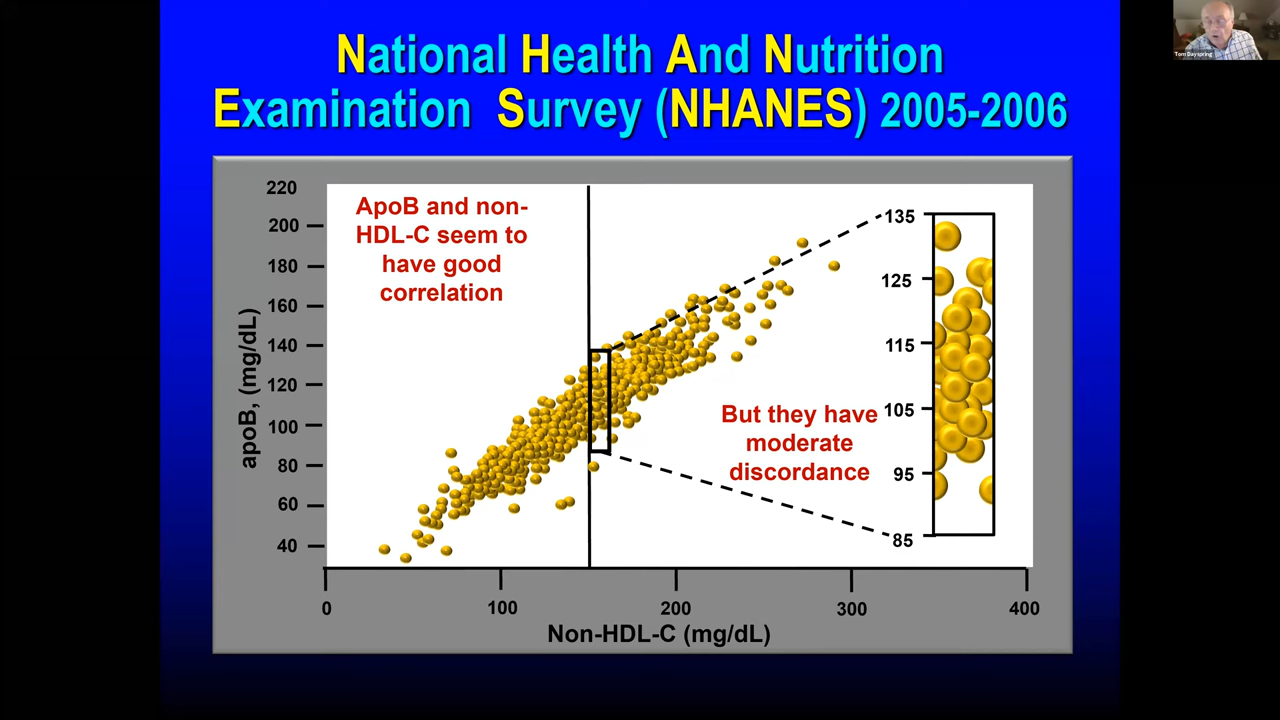 National Health And Nutrition
Examination Survey (NHANES) 2005-2006
Tom Dayspring
ApoB and non-
HDL-C seem to
have good
correlation
But they have
moderate
discordance
apoB, (mg/dL)
220
200
180
160
140
120
100
80
60
40
135
125
115
105
95
85
0
100
200
300
400
Non-HDL-C (mg/dL)